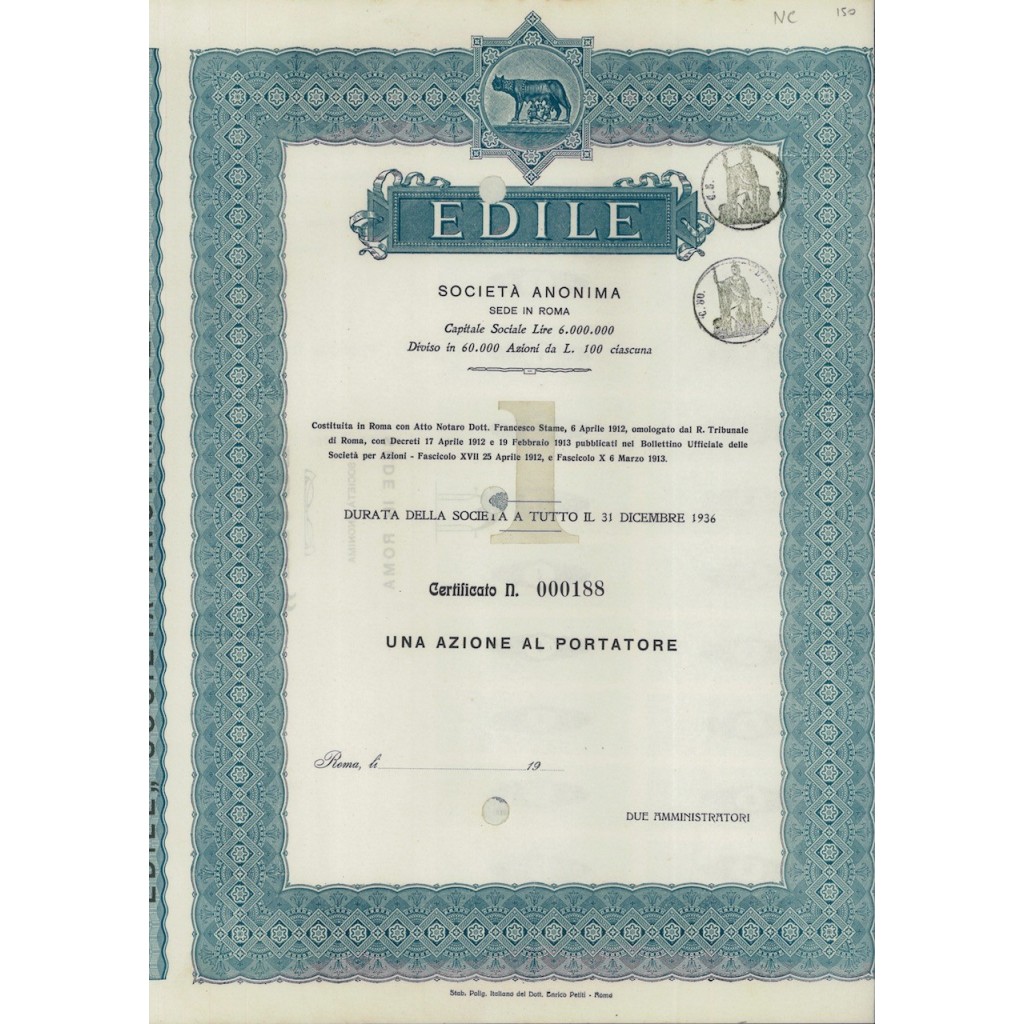 NC 150
EDILE
C. 5.
C. 80.
SOCIETÀ ANONIMA
SEDE IN ROMA
Capitale Sociale Lire 6.000.000
Diviso in 60.000 Azioni da L. 100 ciascuna
1
Costituita in Roma con Atto Notaro Dott. Francesco Stame, 6 Aprile 1912, omologato dal R. Tribunale
di Roma, con Decreti 17 Aprile 1912 e 19 Febbraio 1913 pubblicati nel Bollettino Ufficiale delle
Società per Azioni - Fascicolo XVII 25 Aprile 1912, e Fascicolo X 6 Marzo 1913.
DURATA DELLA SOCIETÀ A TUTTO IL 31 DICEMBRE 1936
Certificato N. 000188
UNA AZIONE AL PORTATORE
Roma, li 19
DUE AMMINISTRATORI
Stab. Polig. Italiano del Dott. Enrico Petiti - Roma